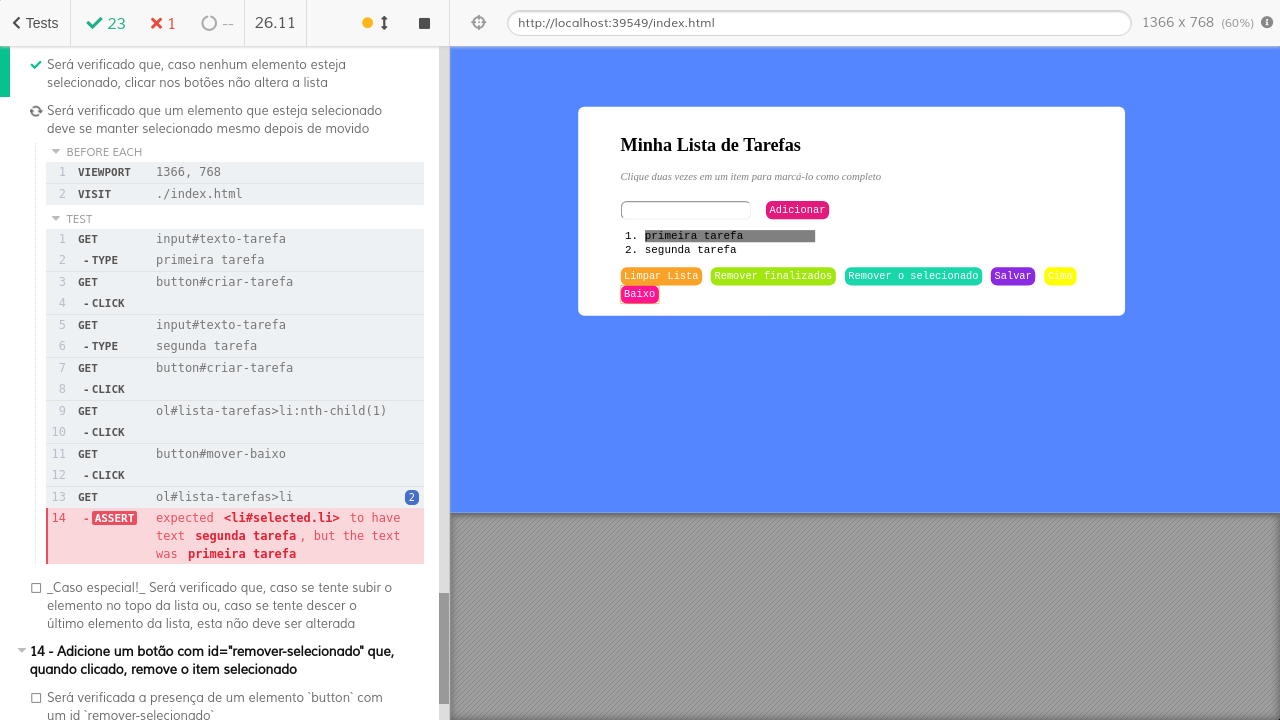 Tests
23
1
--
26.11
http://localhost:39549/index.html
1366 x 768 (60%)
Será verificado que, caso nenhum elemento esteja
selecionado, clicar nos botões não altera a lista
Será verificado que um elemento que esteja selecionado
deve se manter selecionado mesmo depois de movido
BEFORE EACH
1 VIEWPORT 1366, 768
2 VISIT ./index.html
TEST
1 GET input#texto-tarefa
2 -TYPE primeira tarefa
3 GET button#criar-tarefa
4 -CLICK
5 GET input#texto-tarefa
6 -TYPE segunda tarefa
7 GET button#criar-tarefa
8 -CLICK
9 GET ol#lista-tarefas>li:nth-child(1)
10 -CLICK
11 GET button#mover-baixo
12 -CLICK
13 GET ol#lista-tarefas>li 2
14 -ASSERT expected <li#selected.li> to have
text segunda tarefa, but the text
was primeira tarefa
_Caso especial!_ Será verificado que, caso se tente subir o
elemento no topo da lista ou, caso se tente descer o
último elemento da lista, esta não deve ser alterada
14 - Adicione um botão com id="remover-selecionado" que,
quando clicado, remove o item selecionado
Será verificada a presença de um elemento `button` com
um id `remover-selecionado`
Minha Lista de Tarefas
Clique duas vezes em um item para marcá-lo como completo
Adicionar
1. primeira tarefa
2. segunda tarefa
Limpar Lista Remover finalizados Remover o selecionado Salvar Cima
Baixo